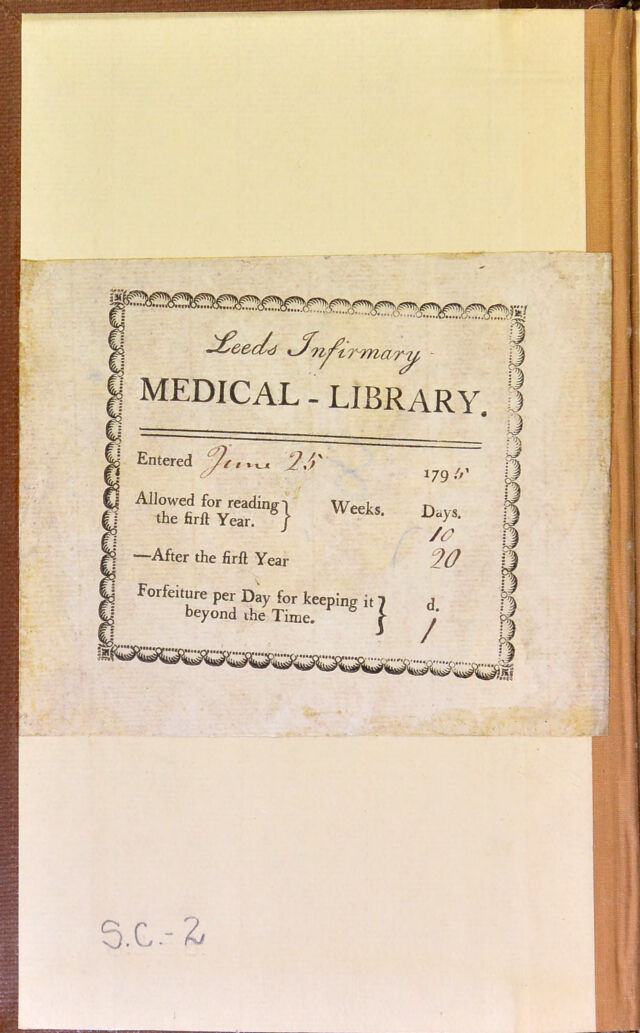 Leeds Infirmary
MEDICAL - LIBRARY.
Entered June 25 1795
Allowed for reading } Weeks. Days.
the firſt Year. 10
—After the firſt Year 20
Forfeiture per Day for keeping it } d.
beyond the Time. 1
S.C.-2